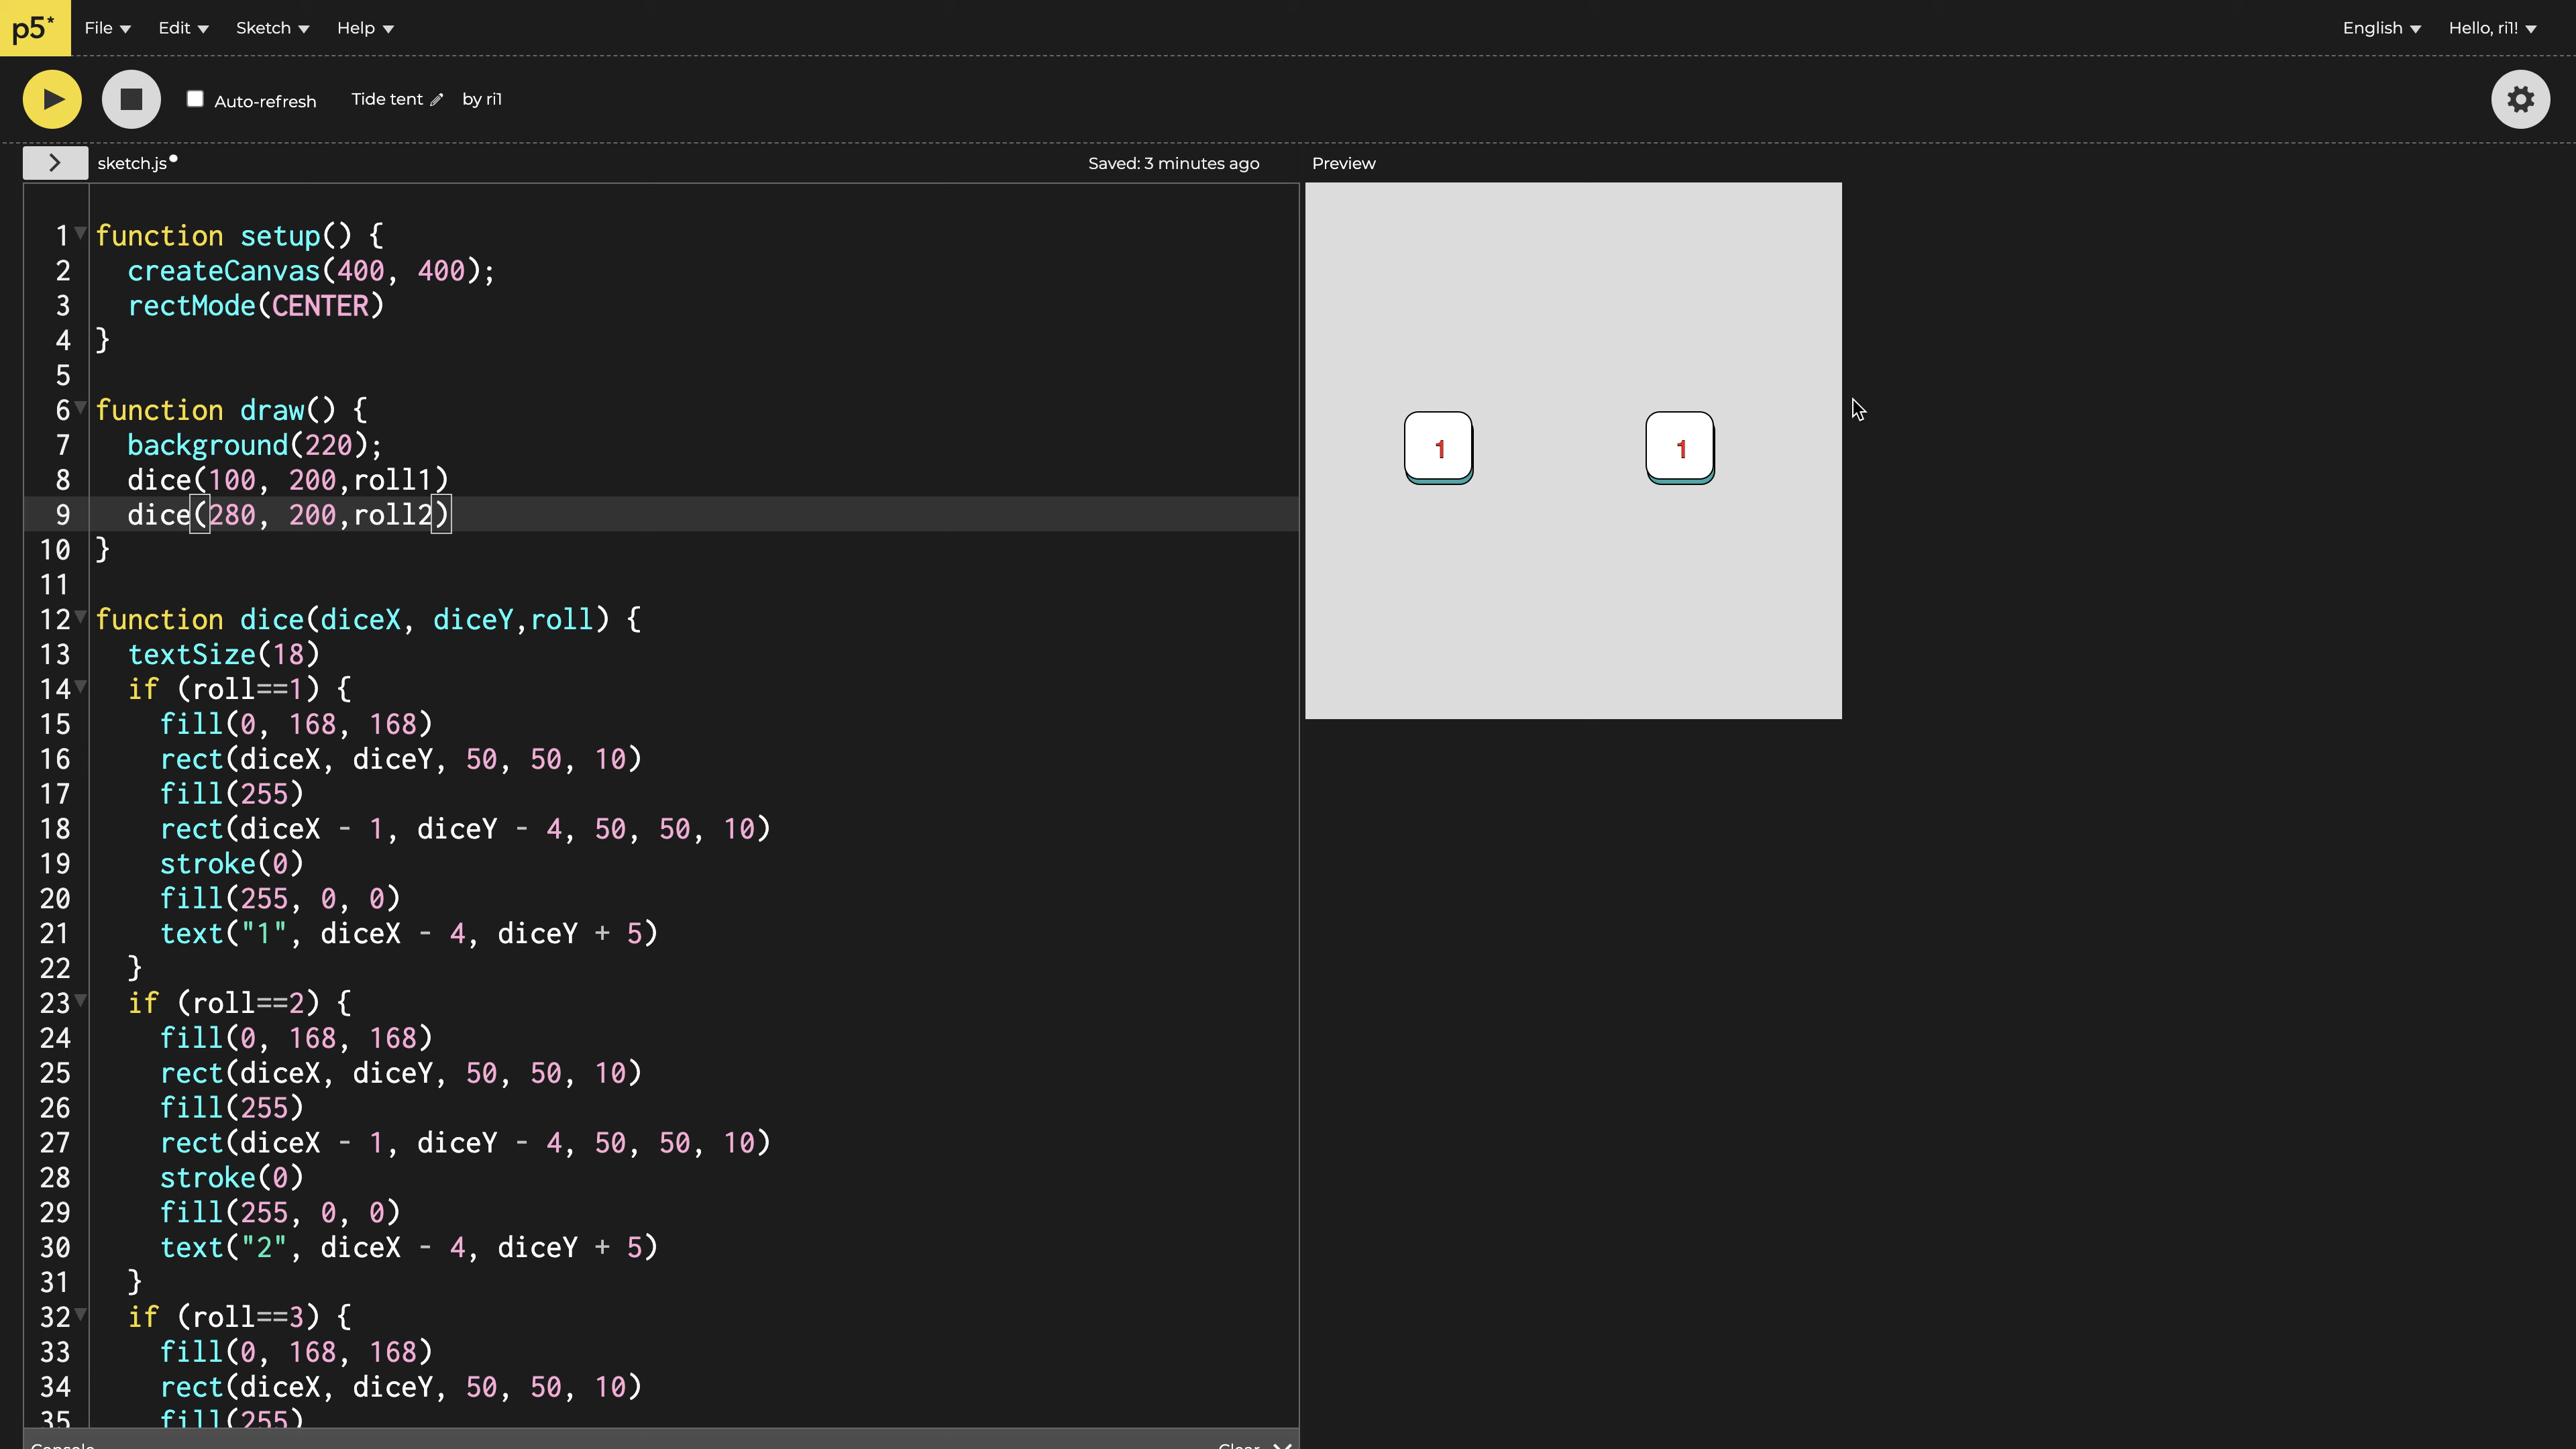 p5* File Edit Sketch Help English Hello, ri1!
Auto-refresh Tide tent by ri1
> sketch.js Saved: 3 minutes ago Preview
1 function setup() {
2 createCanvas(400, 400);
3 rectMode(CENTER)
4 }
5
6 function draw() {
7 background(220);
8 dice(100, 200,roll1)
9 dice(280, 200,roll2)
10 }
11
12 function dice(diceX, diceY,roll) {
13 textSize(18)
14 if (roll==1) {
15 fill(0, 168, 168)
16 rect(diceX, diceY, 50, 50, 10)
17 fill(255)
18 rect(diceX - 1, diceY - 4, 50, 50, 10)
19 stroke(0)
20 fill(255, 0, 0)
21 text("1", diceX - 4, diceY + 5)
22 }
23 if (roll==2) {
24 fill(0, 168, 168)
25 rect(diceX, diceY, 50, 50, 10)
26 fill(255)
27 rect(diceX - 1, diceY - 4, 50, 50, 10)
28 stroke(0)
29 fill(255, 0, 0)
30 text("2", diceX - 4, diceY + 5)
31 }
32 if (roll==3) {
33 fill(0, 168, 168)
34 rect(diceX, diceY, 50, 50, 10)
35 fill(255)
Console Clear
1 1